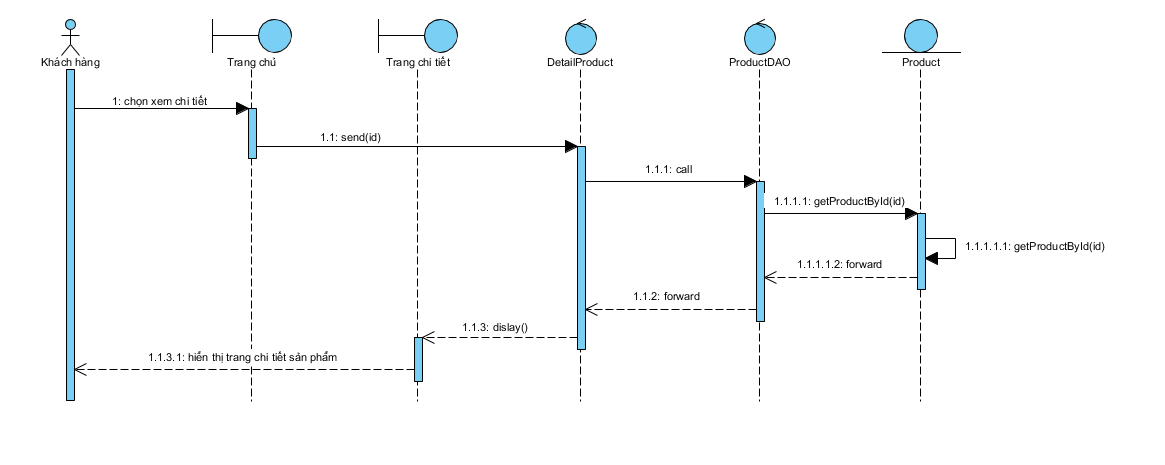 Khách hàng
Trang chủ
Trang chi tiết
DetailProduct
ProductDAO
Product
1: chọn xem chi tiết
1.1: send(id)
1.1.1: call
1.1.1.1: getProductById(id)
1.1.1.1.1: getProductById(id)
1.1.1.1.2: forward
1.1.2: forward
1.1.3: dislay()
1.1.3.1: hiển thị trang chi tiết sản phẩm